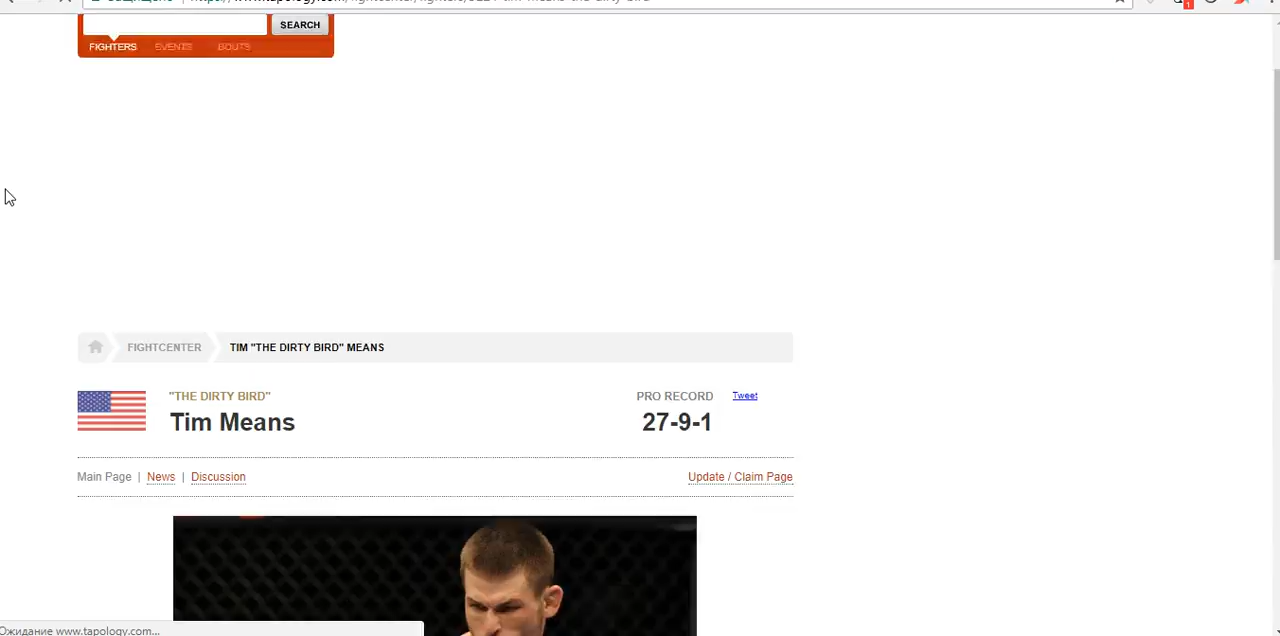 SEARCH
FIGHTERS EVENTS BOUTS
FIGHTCENTER TIM "THE DIRTY BIRD" MEANS
"THE DIRTY BIRD" PRO RECORD Tweet
Tim Means 27-9-1
Main Page | News | Discussion Update / Claim Page
Ожидание www.tapology.com...